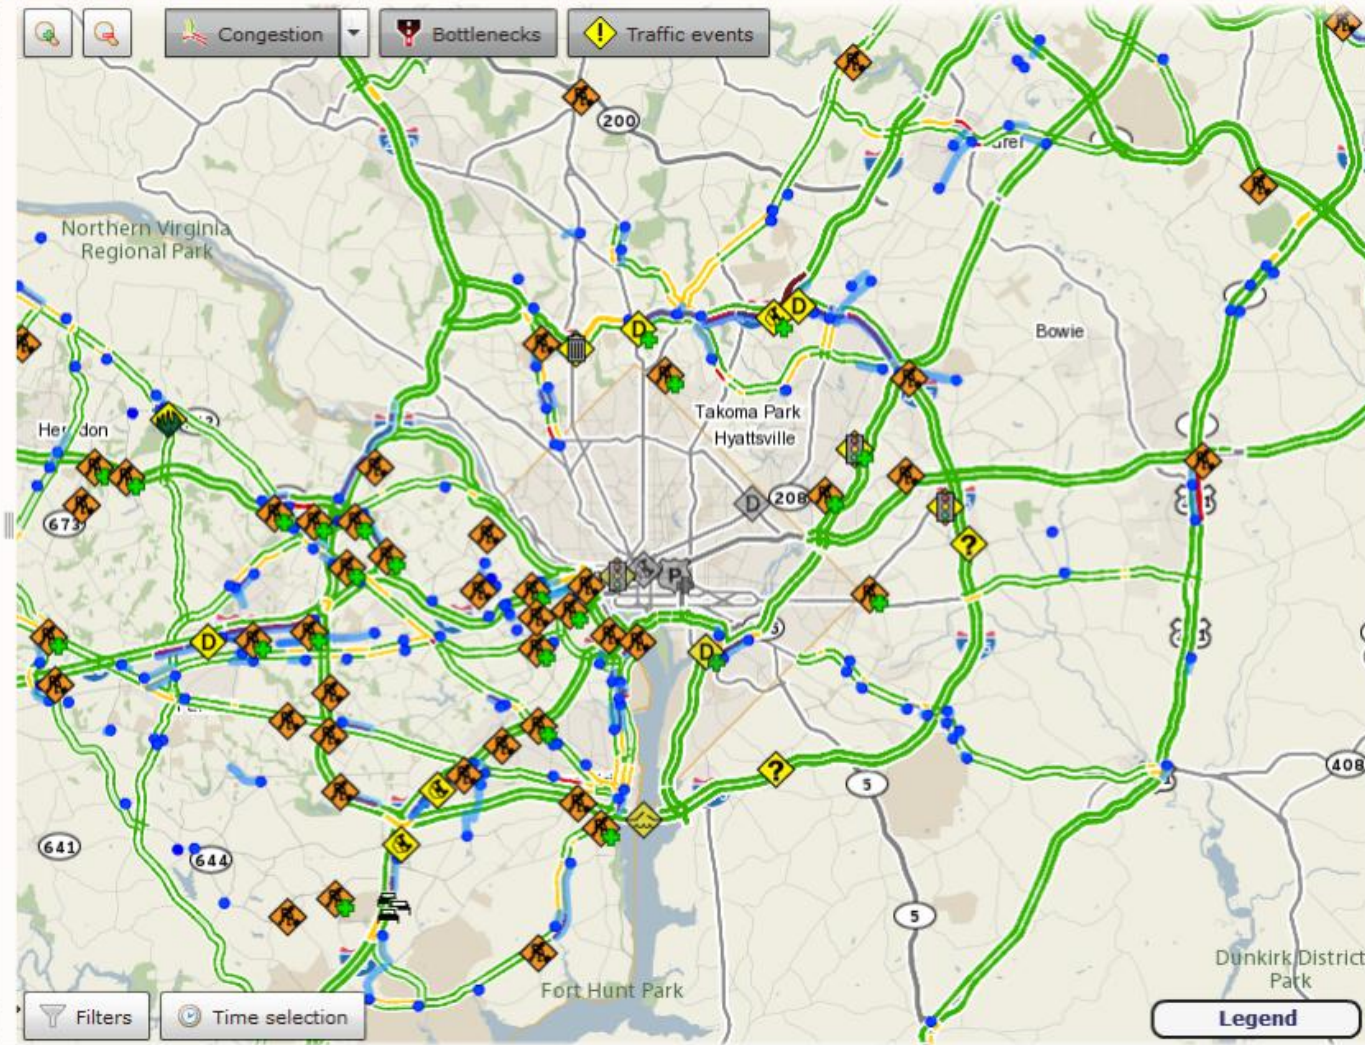 Congestion
Bottlenecks
Traffic events
200
Northern Virginia
Regional Park
Bowie
Takoma Park
Hyattsville
D
D
D
208
673
?
P
D
D
?
5
408
641
644
5
Dunkirk District
Park
Fort Hunt Park
Filters
Time selection
Legend